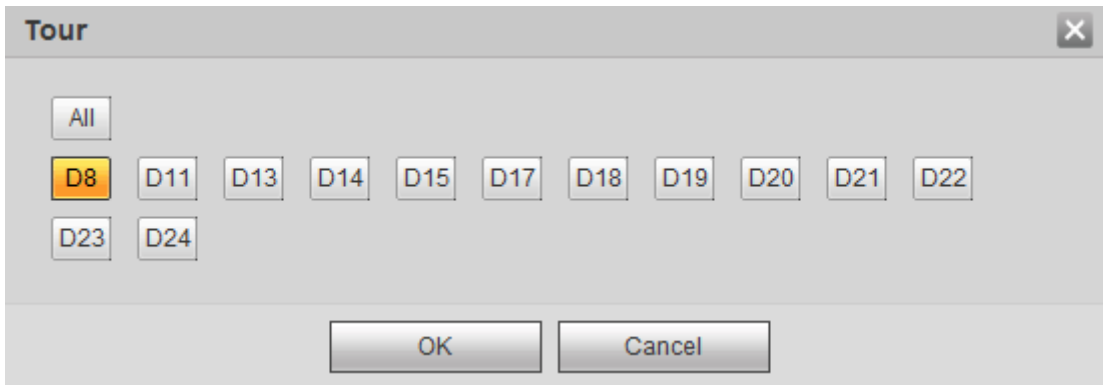 Tour
All
D8 D11 D13 D14 D15 D17 D18 D19 D20 D21 D22
D23 D24
OK Cancel